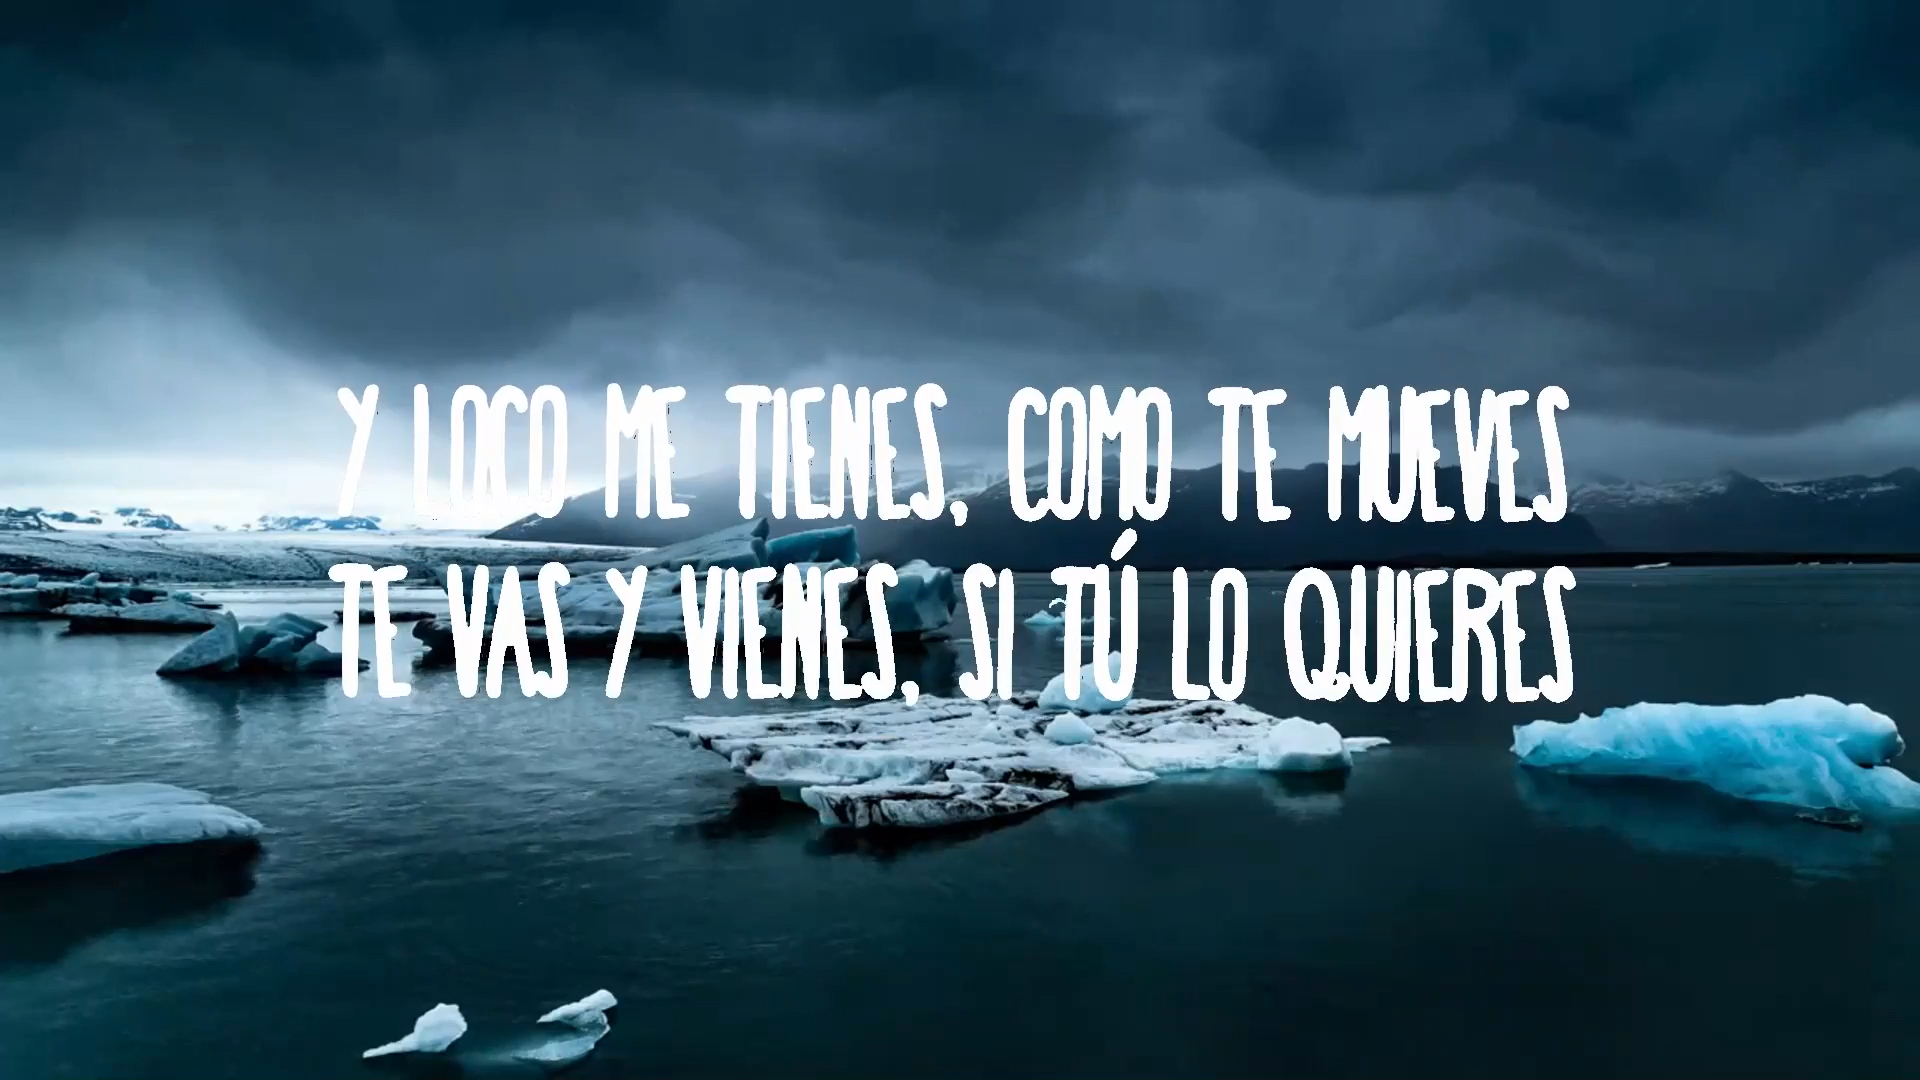 Y LOCO ME TIENES, COMO TE MUEVES
TE VAS Y VIENES, SI TÚ LO QUIERES